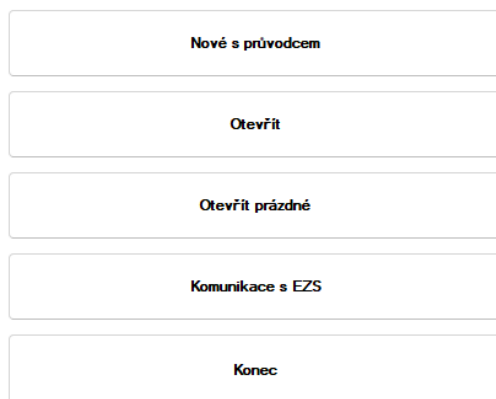 Nové s průvodcem
Otevřít
Otevřít prázdné
Komunikace s EZS
Konec